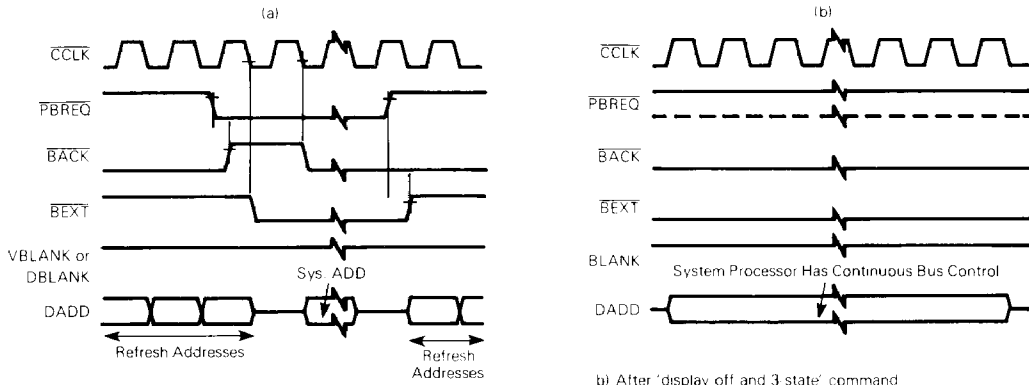 (a)
CCLK
PBREQ
BACK
BEXT
VBLANK or
DBLANK
Sys. ADD
DADD
Refresh Addresses
Refresh
Addresses
(b)
CCLK
PBREQ
BACK
BEXT
BLANK
System Processor Has Continuous Bus Control
DADD
b) After 'display off and 3-state' command